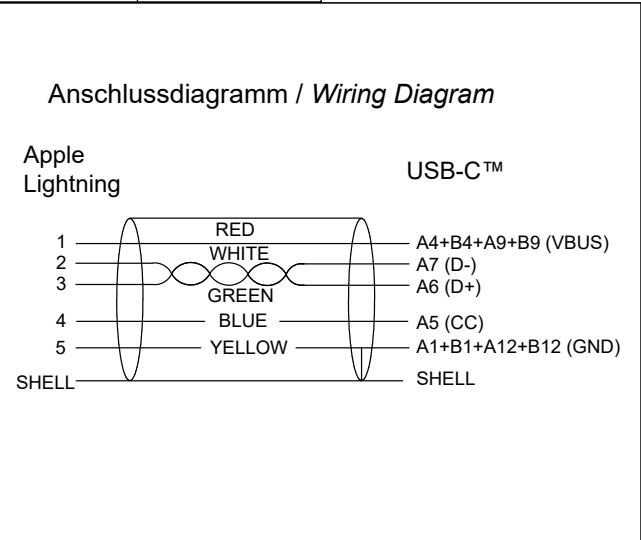 Anschlussdiagramm / Wiring Diagram
Apple
Lightning
USB-C™
RED
1
A4+B4+A9+B9 (VBUS)
WHITE
2
A7 (D-)
3
A6 (D+)
GREEN
4
BLUE
A5 (CC)
5
YELLOW
A1+B1+A12+B12 (GND)
SHELL
SHELL